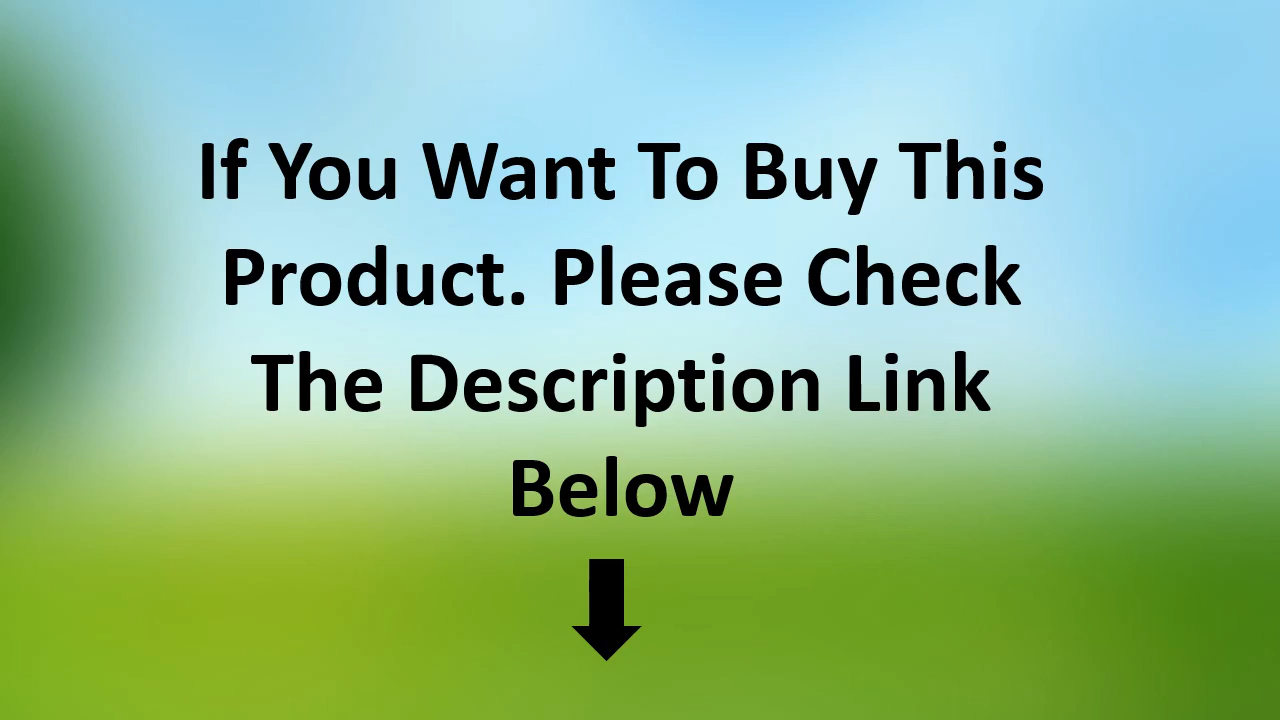 If You Want To Buy This
Product. Please Check
The Description Link
Below